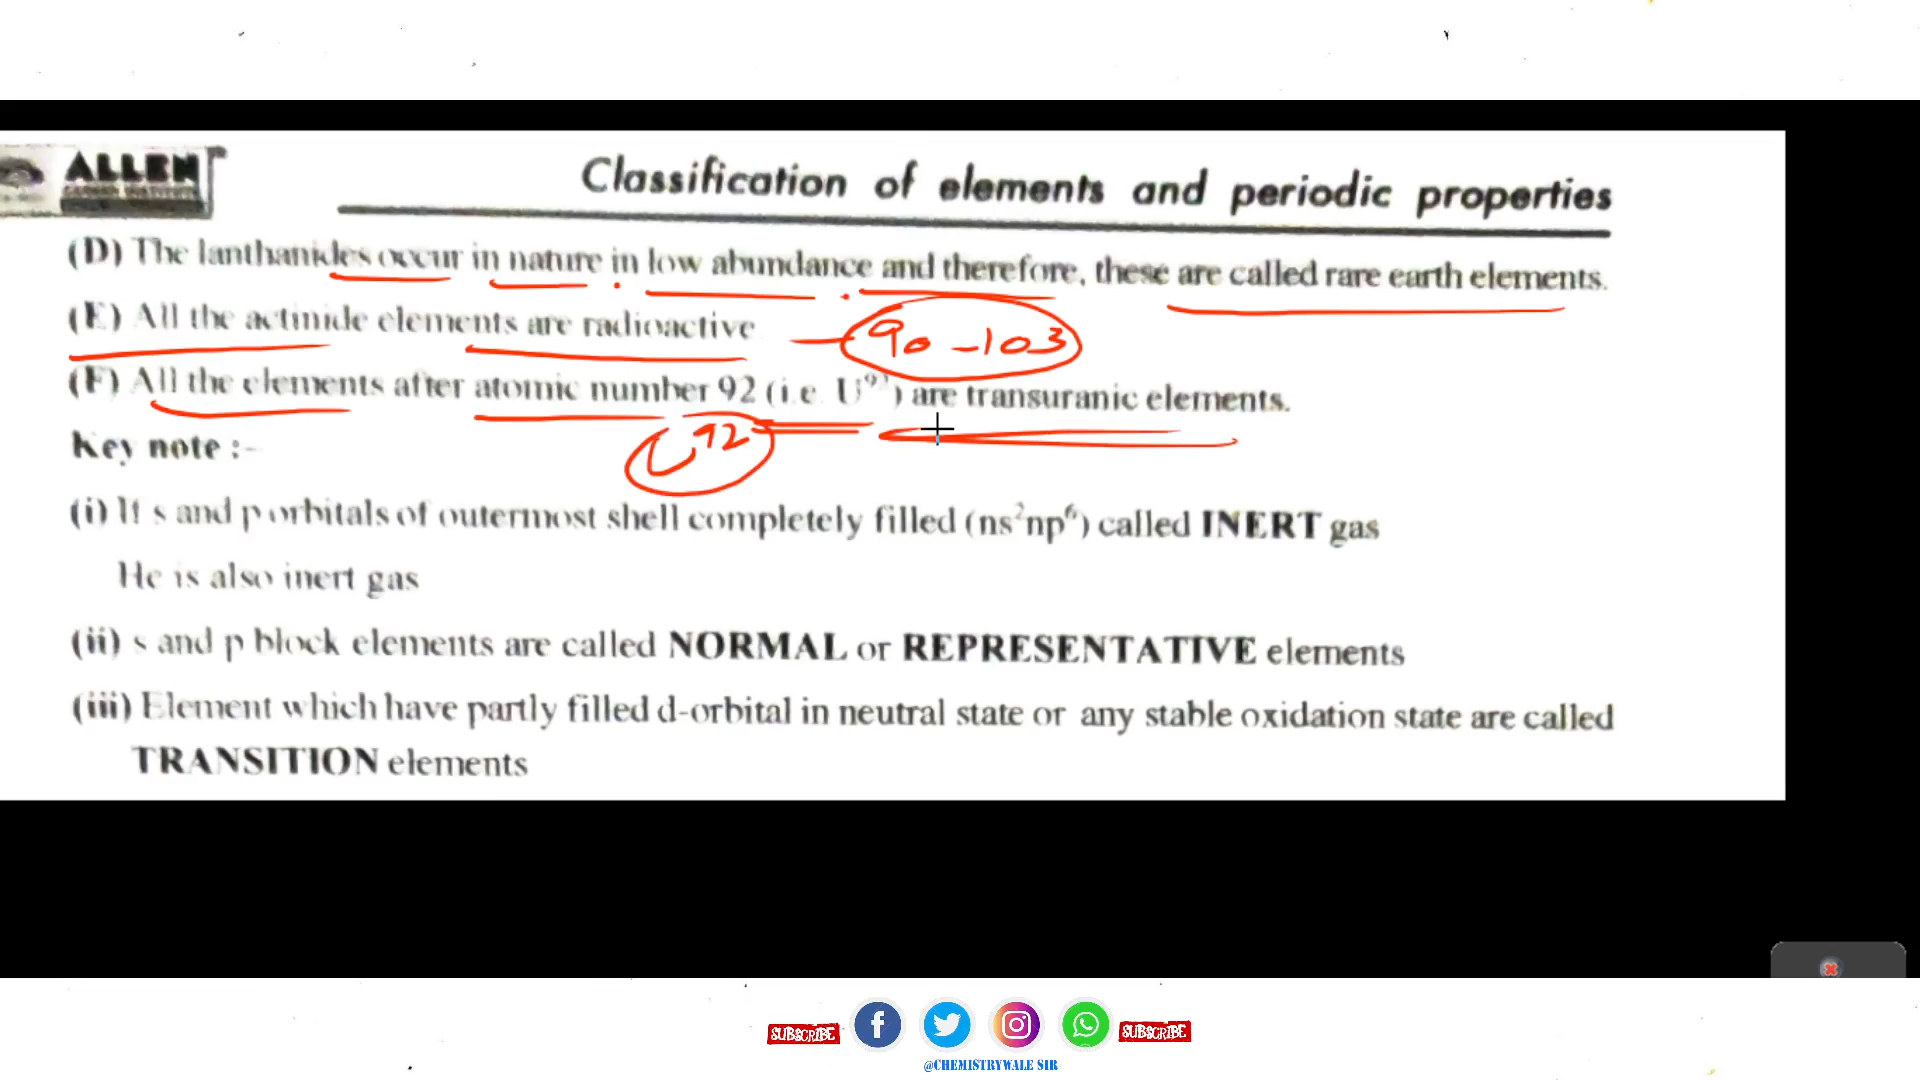 ALLEN
Classification of elements and periodic properties
(D) The lanthanides occur in nature in low abundance and therefore, these are called rare earth elements.
(E) All the actinide elements are radioactive
90 - 103
(F) All the elements after atomic number 92 (i.e. U⁹²) are transuranic elements.
U⁹²
Key note :-
(i) If s and p orbitals of outermost shell completely filled (ns²np⁶) called INERT gas
He is also inert gas
(ii) s and p block elements are called NORMAL or REPRESENTATIVE elements
(iii) Element which have partly filled d-orbital in neutral state or any stable oxidation state are called
TRANSITION elements
SUBSCRIBE SUBSCRIBE
@CHEMISTRYWALE SIR